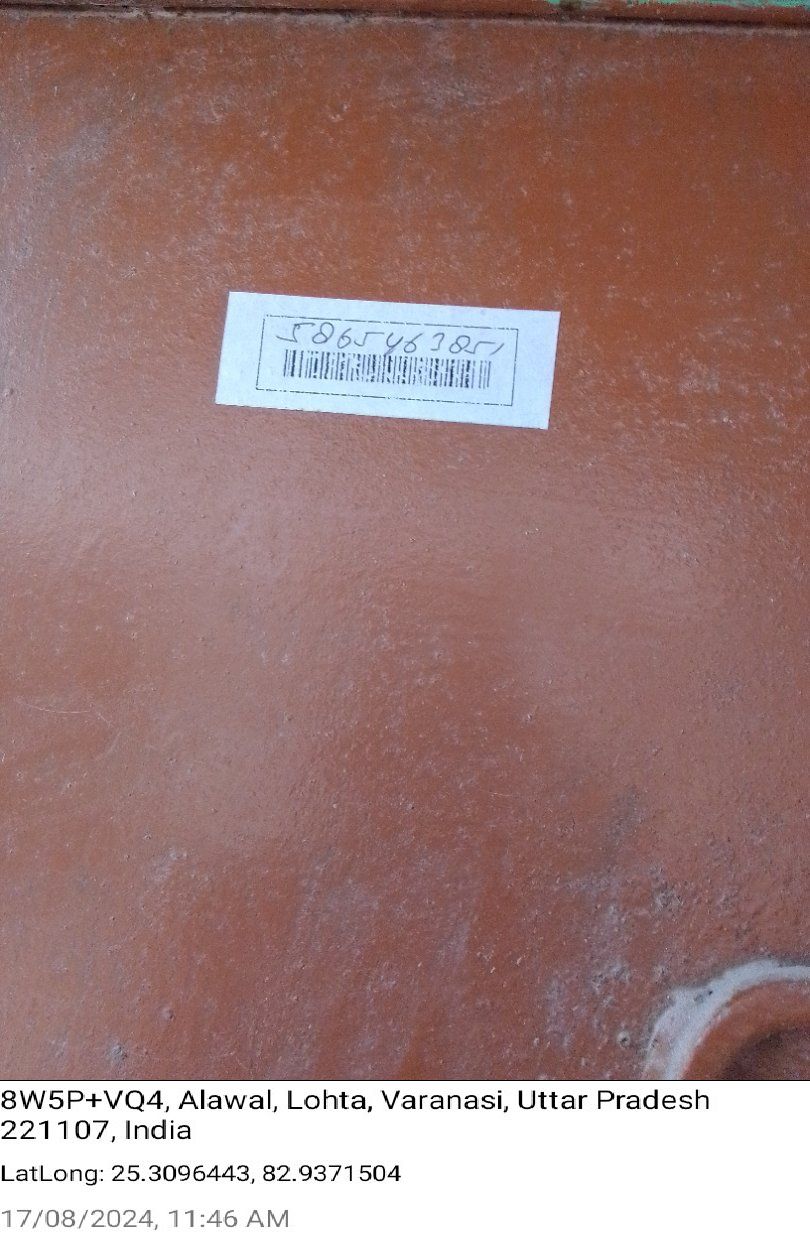 5865463851
8W5P+VQ4, Alawal, Lohta, Varanasi, Uttar Pradesh
221107, India
LatLong: 25.3096443, 82.9371504
17/08/2024, 11:46 AM